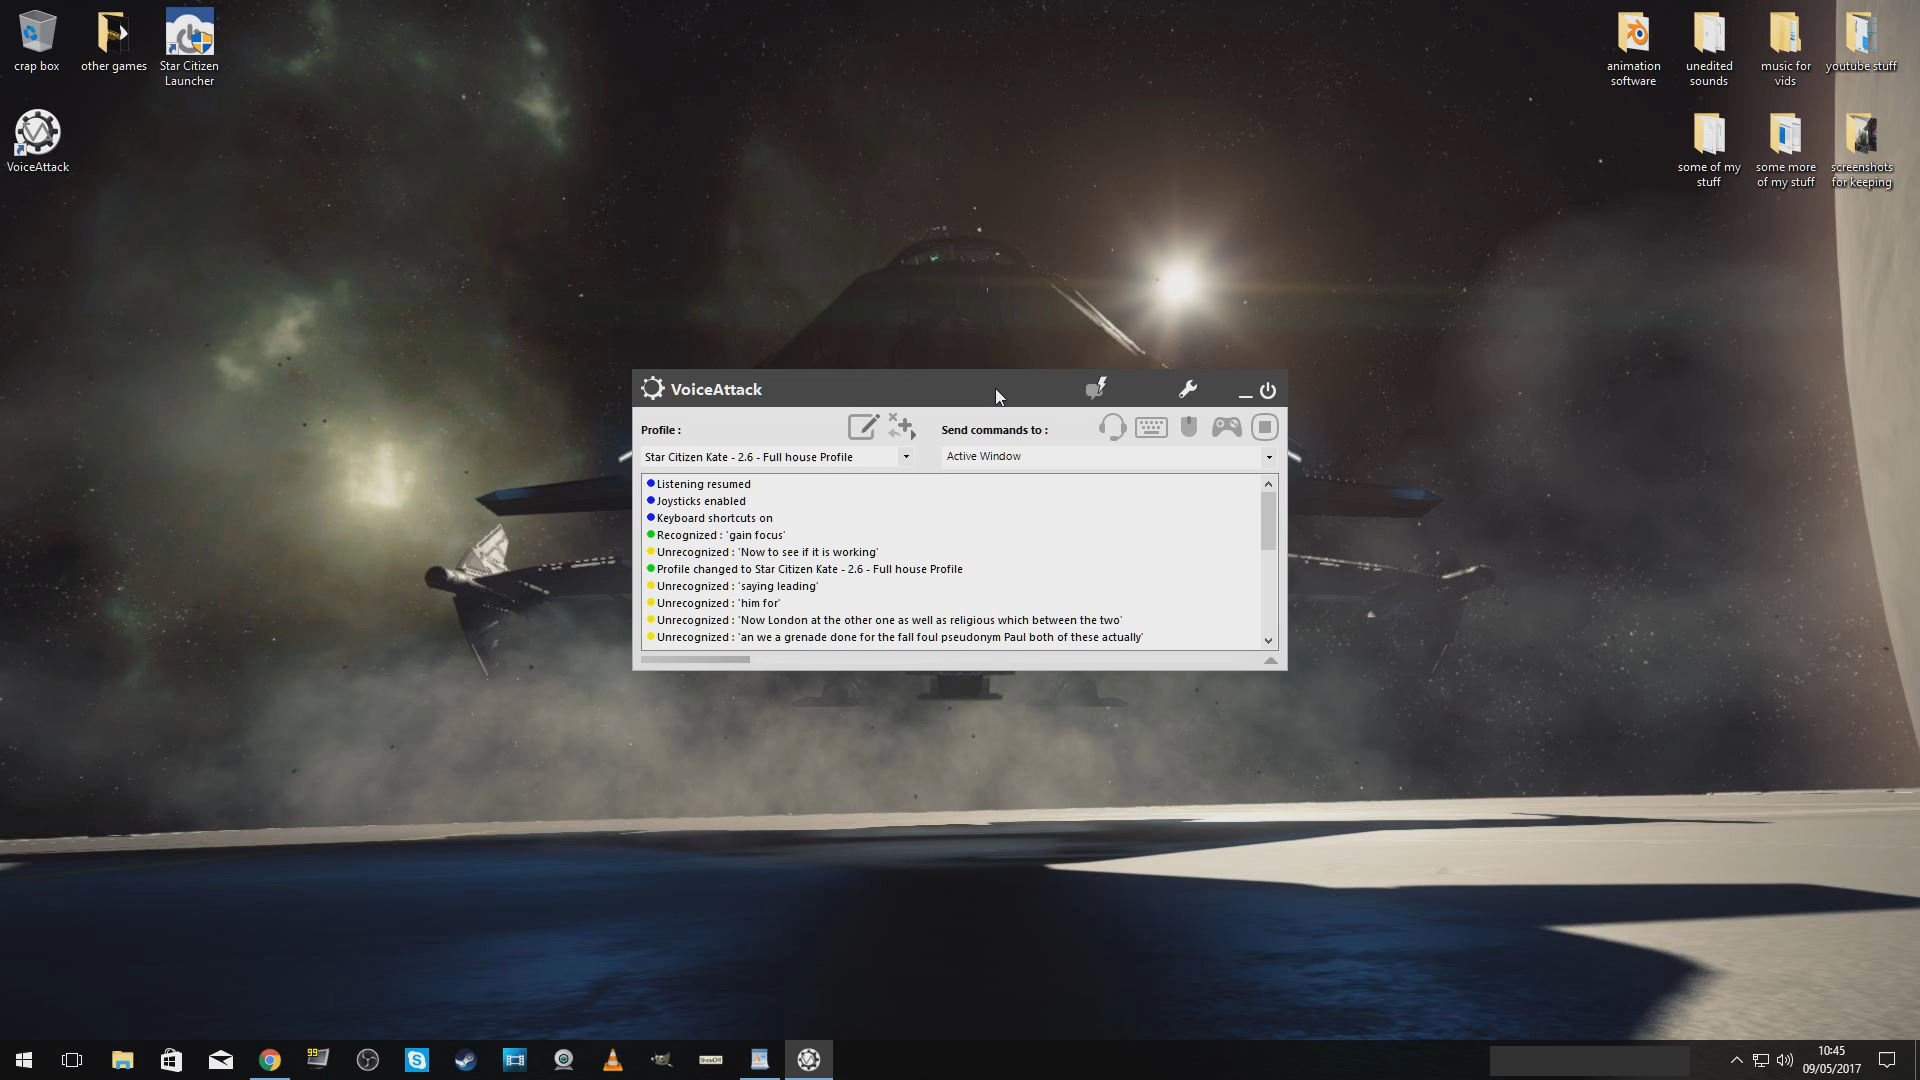 crap box
other games
Star Citizen
Launcher
VoiceAttack
animation
software
unedited
sounds
music for
vids
youtube stuff
some of my
stuff
some more
of my stuff
screenshots
for keeping
VoiceAttack
Profile :
Send commands to :
Star Citizen Kate - 2.6 - Full house Profile
Active Window
Listening resumed
Joysticks enabled
Keyboard shortcuts on
Recognized : 'gain focus'
Unrecognized : 'Now to see if it is working'
Profile changed to Star Citizen Kate - 2.6 - Full house Profile
Unrecognized : 'saying leading'
Unrecognized : 'him for'
Unrecognized : 'Now London at the other one as well as religious which between the two'
Unrecognized : 'an we a grenade done for the fall foul pseudonym Paul both of these actually'
99
10:45
09/05/2017